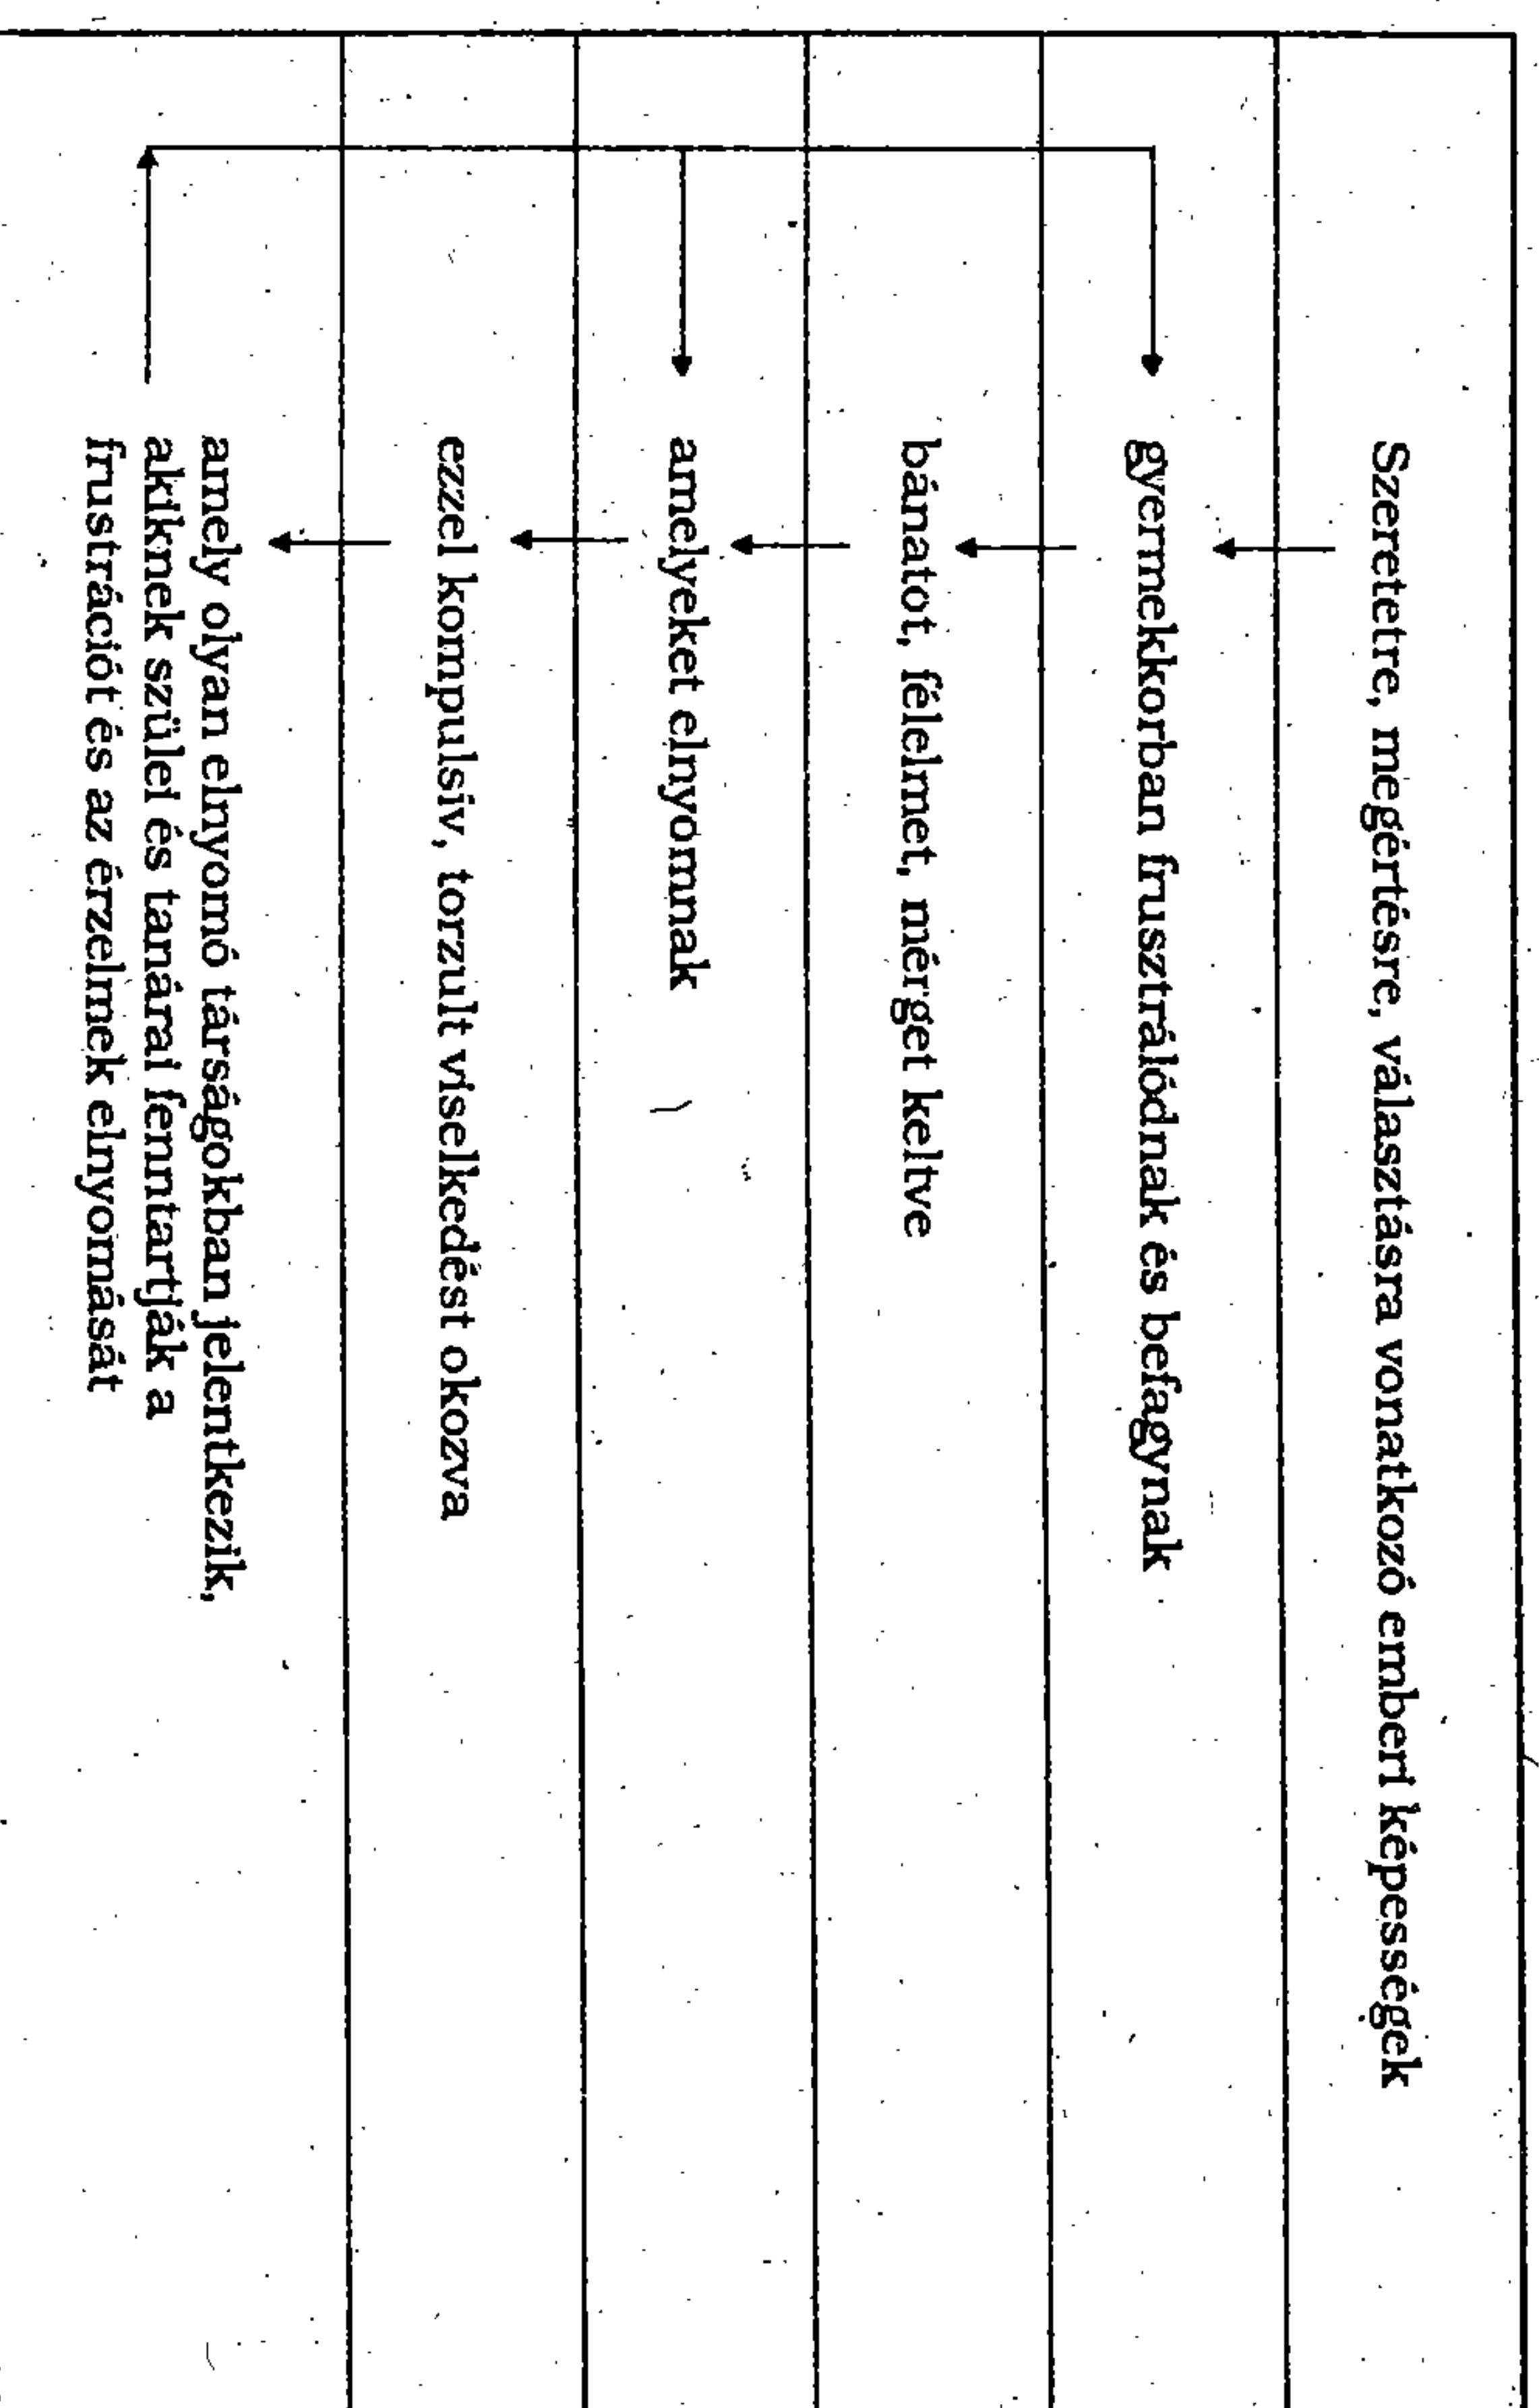 Szeretetre, megértésre, választásra vonatkozó emberi képességek
gyermekkorban frusztrálódnak és befagynak
bánatot, félelmet, mérget keltve
amelyeket elnyomnak
ezzel kompulsiv, torzult viselkedést okozva
amely olyan elnyomó társágokban jelentkezik,
akiknek szülei és tanárai fenntartják a
frustrációt és az érzelmek elnyomását